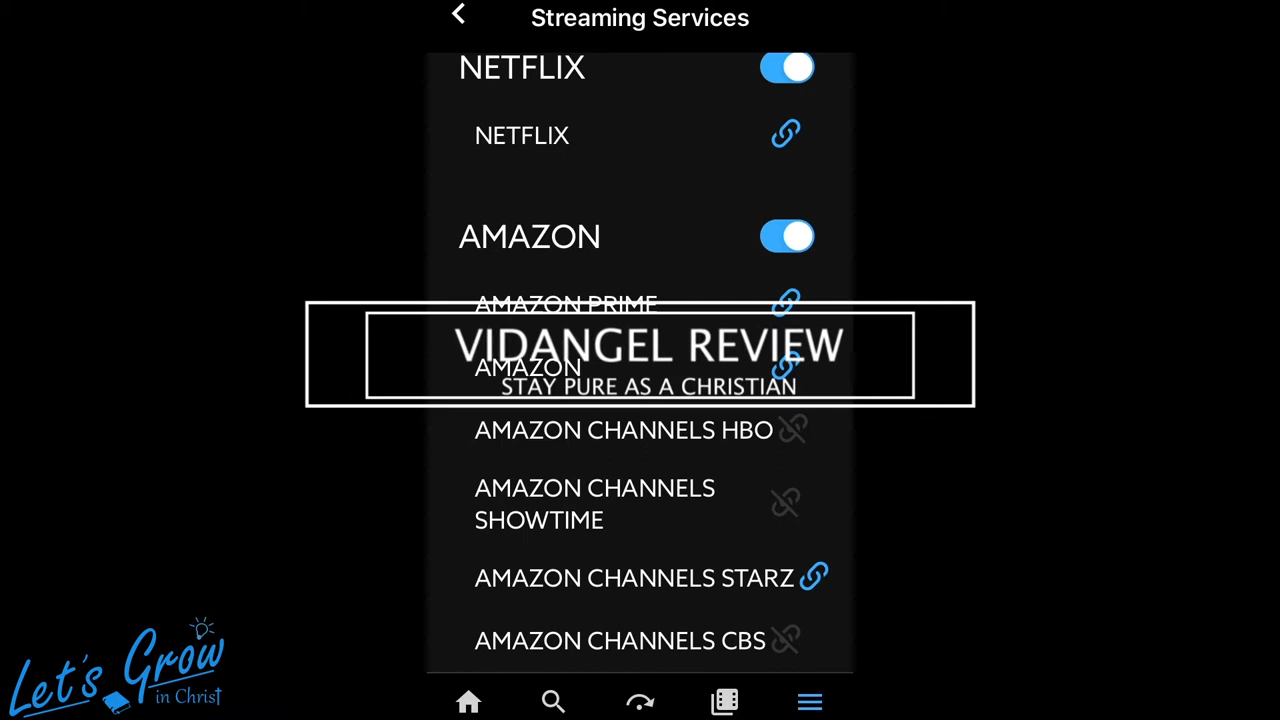 Streaming Services
NETFLIX
NETFLIX
AMAZON
AMAZON PRIME
VIDANGEL REVIEW
AMAZON
STAY PURE AS A CHRISTIAN
AMAZON CHANNELS HBO
AMAZON CHANNELS
SHOWTIME
AMAZON CHANNELS STARZ
AMAZON CHANNELS CBS
Let's Grow
in Christ